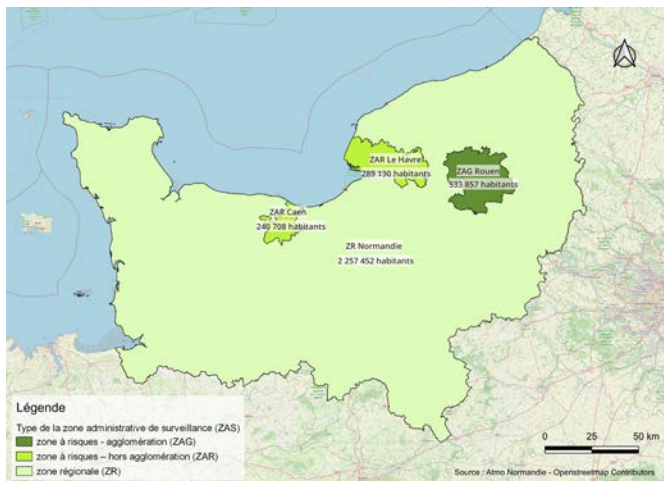 ZAR Le Havre
289 130 habitants
ZAG Rouen
533 857 habitants
ZAR Caen
240 708 habitants
ZR Normandie
2 257 452 habitants
Légende
Type de la zone administrative de surveillance (ZAS)
zone à risques - agglomération (ZAG)
zone à risques – hors agglomération (ZAR)
zone régionale (ZR)
0 25 50 km
Source : Atmo Normandie - Openstreetmap Contributors